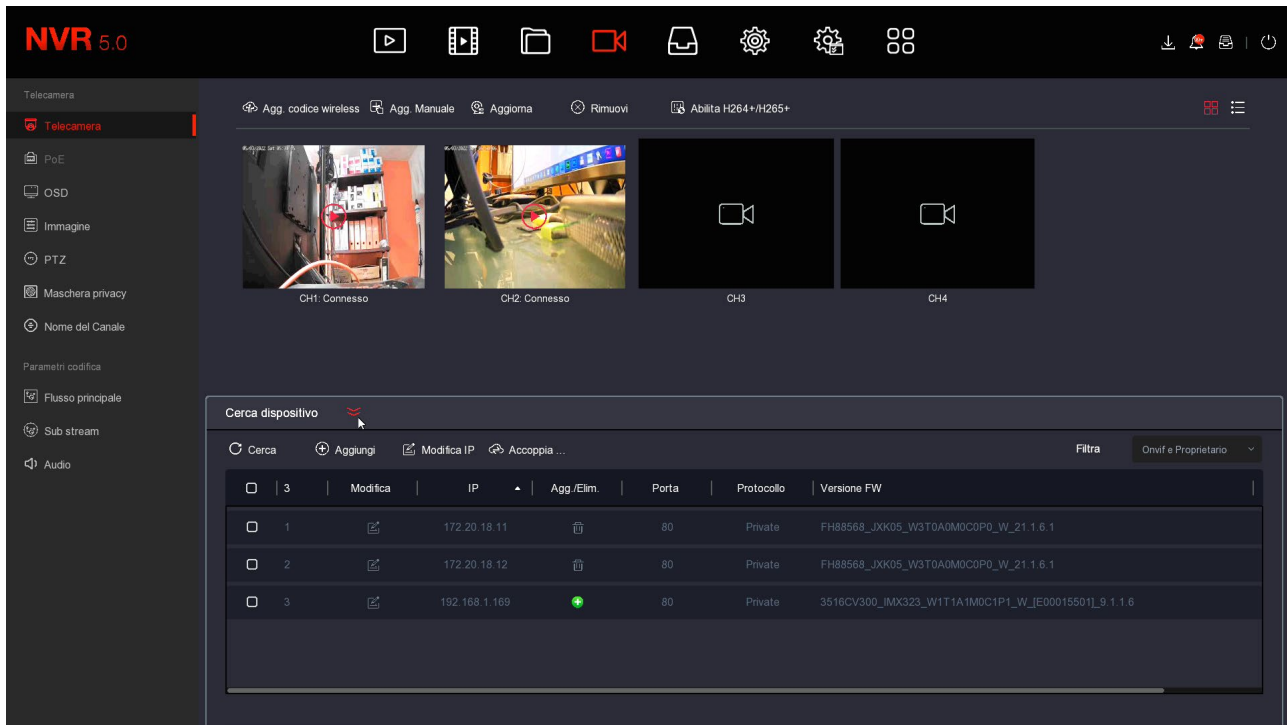 NVR 5.0
Telecamera
Telecamera
PoE
OSD
Immagine
PTZ
Maschera privacy
Nome del Canale
Parametri codifica
Flusso principale
Sub stream
Audio
Agg. codice wireless Agg. Manuale Aggiorna Rimuovi Abilita H264+/H265+
CH1: Connesso CH2: Connesso CH3 CH4
Cerca dispositivo
Cerca Aggiungi Modifica IP Accoppia ... Filtra Onvif e Proprietario
3 Modifica IP Agg./Elim. Porta Protocollo Versione FW
1 172.20.18.11 80 Private FH88568_JXK05_W3T0A0M0C0P0_W_21.1.6.1
2 172.20.18.12 80 Private FH88568_JXK05_W3T0A0M0C0P0_W_21.1.6.1
3 192.168.1.169 80 Private 3516CV300_IMX323_W1T1A1M0C1P1_W_[E00015501]_9.1.1.6